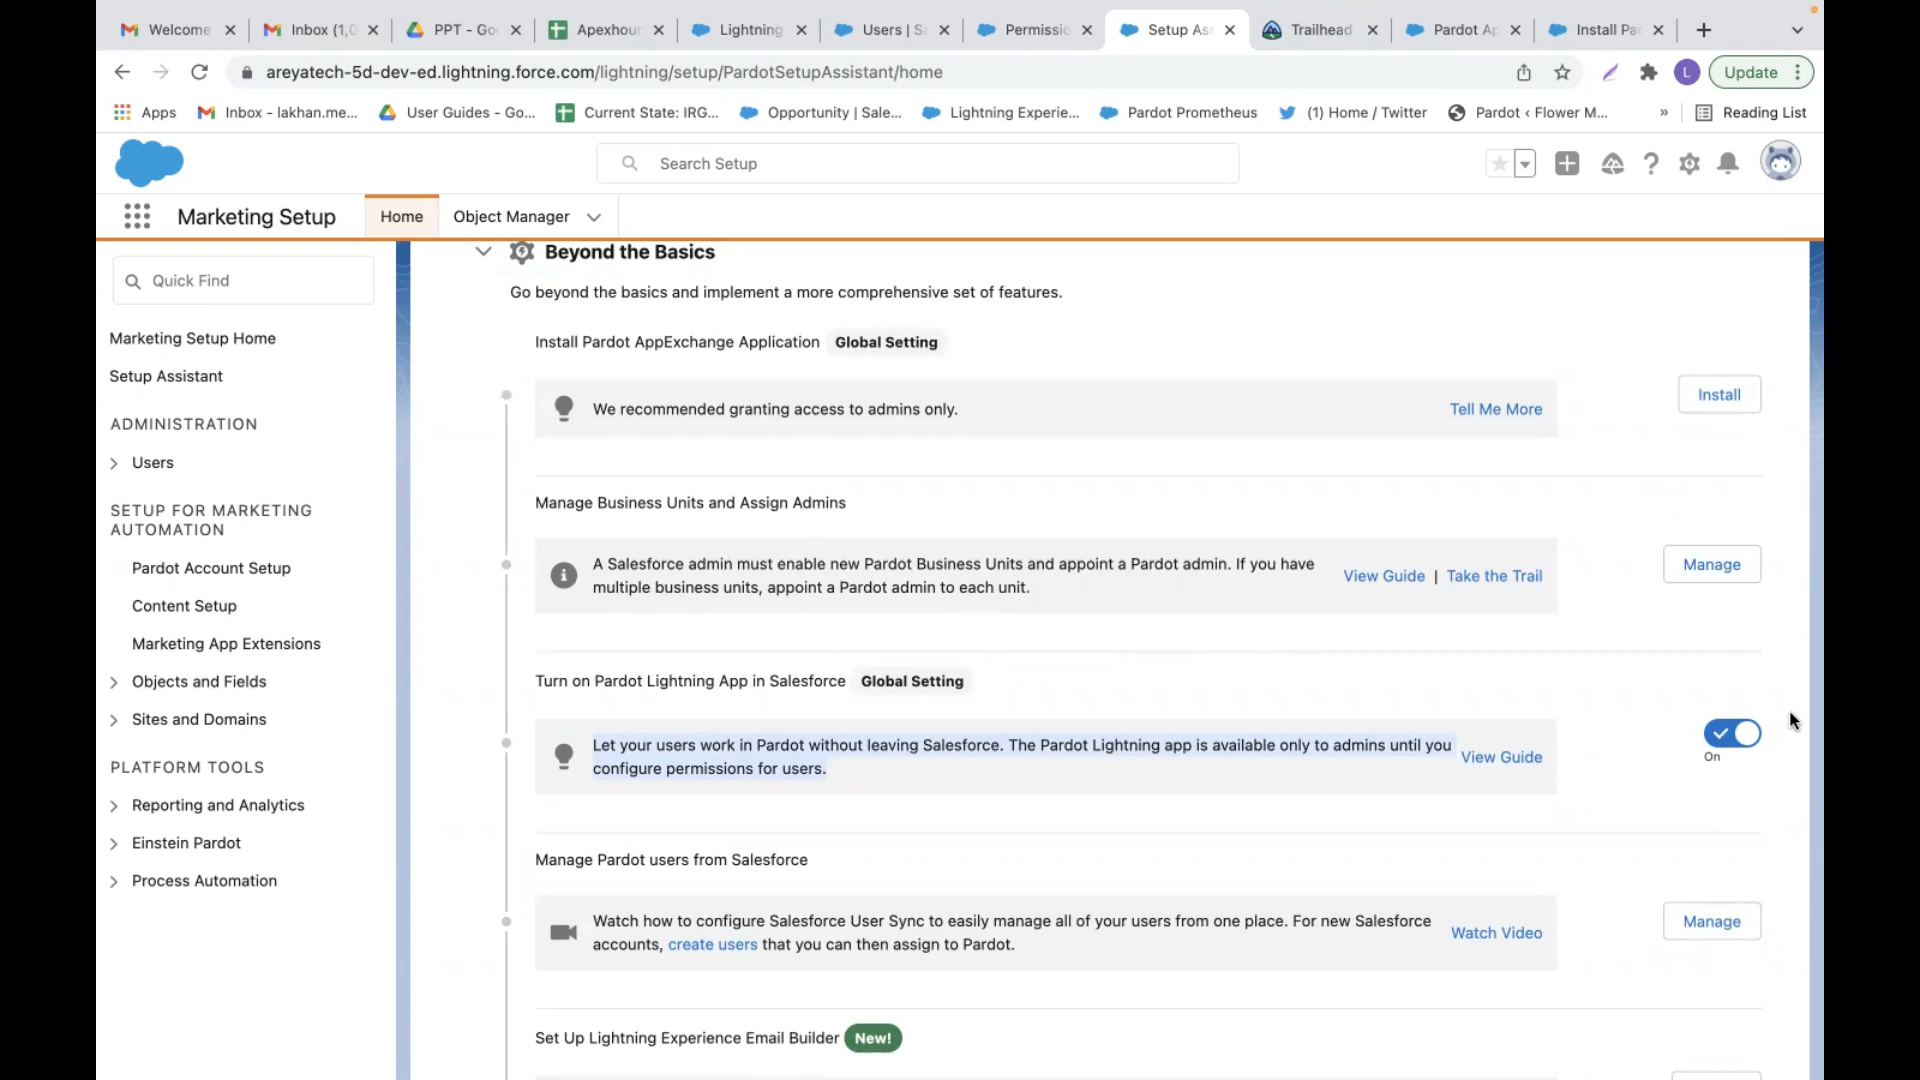 Welcome
Inbox (1,0
PPT - Go
Apexhour
Lightning
Users | S
Permissio
Setup As
Trailhead
Pardot Ap
Install Pa
areyatech-5d-dev-ed.lightning.force.com/lightning/setup/PardotSetupAssistant/home
L
Update
Apps
Inbox - lakhan.me...
User Guides - Go...
Current State: IRG...
Opportunity | Sale...
Lightning Experie...
Pardot Prometheus
(1) Home / Twitter
Pardot ‹ Flower M...
»
Reading List
Search Setup
Marketing Setup
Home
Object Manager
Quick Find
Marketing Setup Home
Setup Assistant
ADMINISTRATION
Users
SETUP FOR MARKETING
AUTOMATION
Pardot Account Setup
Content Setup
Marketing App Extensions
Objects and Fields
Sites and Domains
PLATFORM TOOLS
Reporting and Analytics
Einstein Pardot
Process Automation
Beyond the Basics
Go beyond the basics and implement a more comprehensive set of features.
Install Pardot AppExchange Application Global Setting
We recommended granting access to admins only.
Tell Me More
Install
Manage Business Units and Assign Admins
A Salesforce admin must enable new Pardot Business Units and appoint a Pardot admin. If you have
multiple business units, appoint a Pardot admin to each unit.
View Guide | Take the Trail
Manage
Turn on Pardot Lightning App in Salesforce Global Setting
Let your users work in Pardot without leaving Salesforce. The Pardot Lightning app is available only to admins until you
configure permissions for users.
View Guide
On
Manage Pardot users from Salesforce
Watch how to configure Salesforce User Sync to easily manage all of your users from one place. For new Salesforce
accounts, create users that you can then assign to Pardot.
Watch Video
Manage
Set Up Lightning Experience Email Builder New!